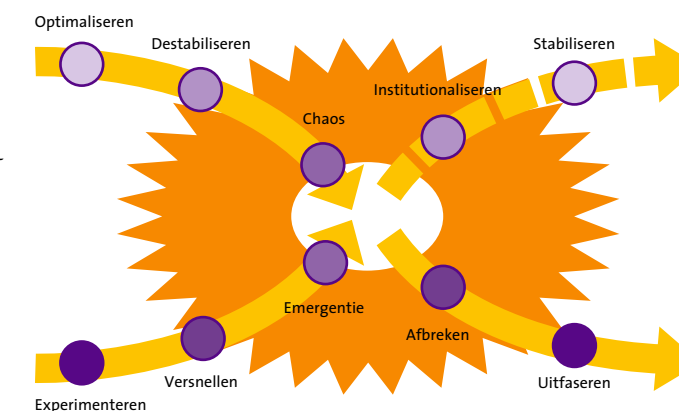 Optimaliseren
Destabiliseren
Stabiliseren
Institutionaliseren
Chaos
Emergentie
Afbreken
Versnellen
Uitfaseren
Experimenteren